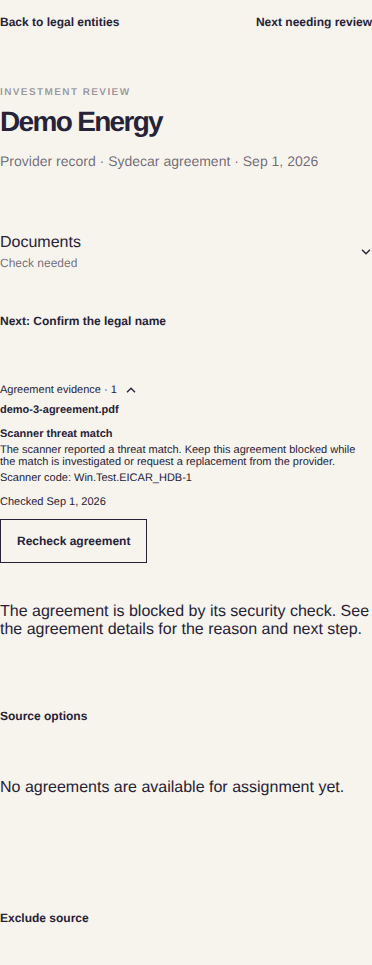 Back to legal entities
Next needing review
INVESTMENT REVIEW
Demo Energy
Provider record · Sydecar agreement · Sep 1, 2026
Documents
Check needed
Next: Confirm the legal name
Agreement evidence · 1
demo-3-agreement.pdf
Scanner threat match
The scanner reported a threat match. Keep this agreement blocked while
the match is investigated or request a replacement from the provider.
Scanner code: Win.Test.EICAR_HDB-1
Checked Sep 1, 2026
Recheck agreement
The agreement is blocked by its security check. See
the agreement details for the reason and next step.
Source options
No agreements are available for assignment yet.
Exclude source